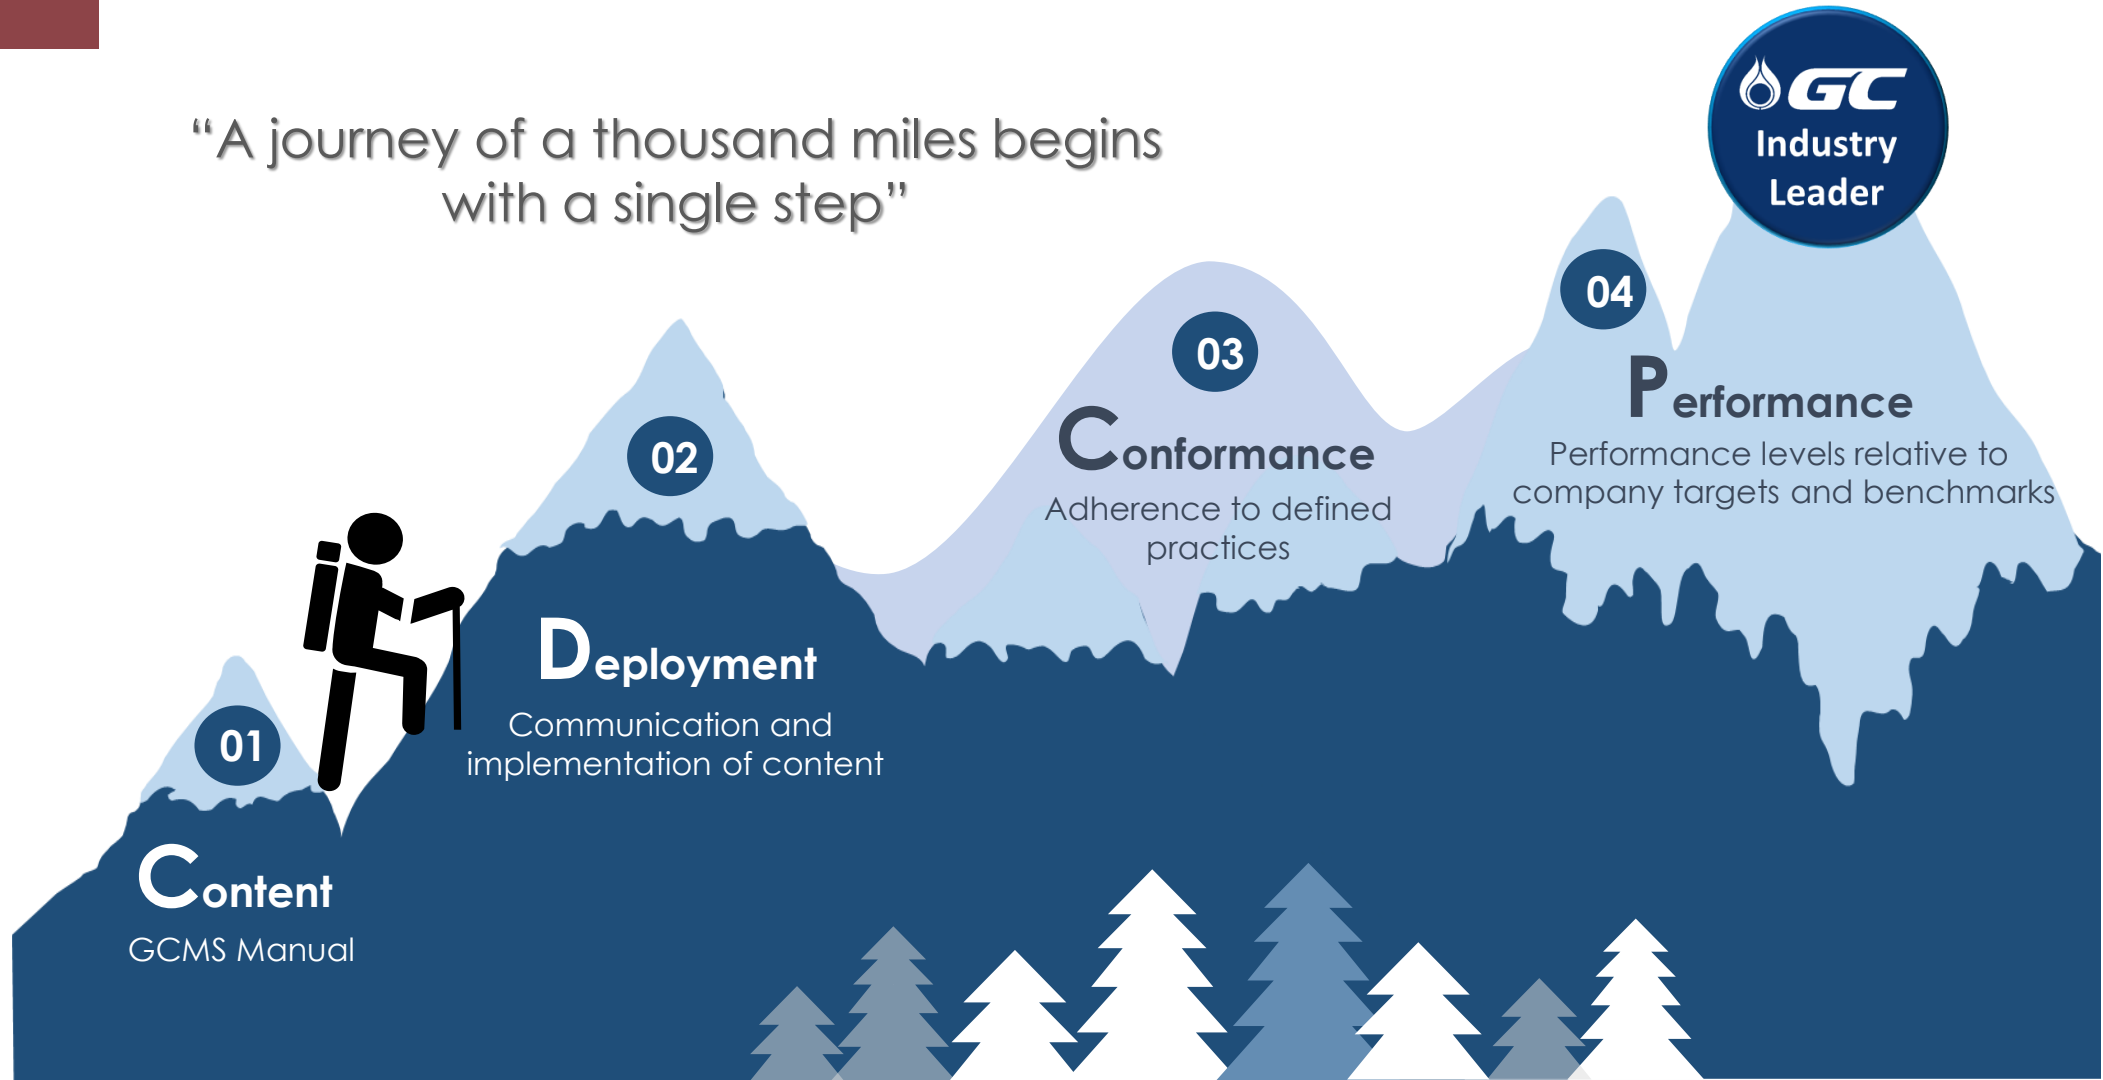 “A journey of a thousand miles begins
with a single step”
GC
Industry
Leader
01
Content
GCMS Manual
02
Deployment
Communication and
implementation of content
03
Conformance
Adherence to defined
practices
04
Performance
Performance levels relative to
company targets and benchmarks